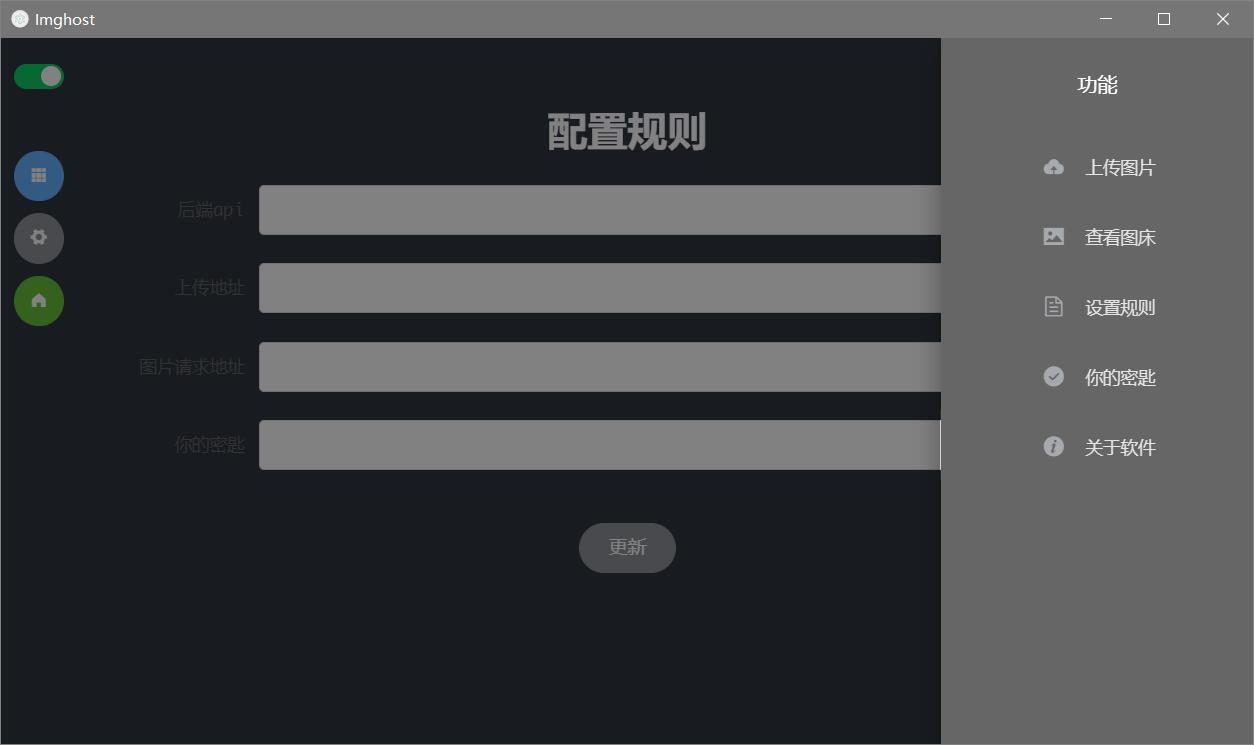 Imghost
配置规则
后端api
上传地址
图片请求地址
你的密匙
更新
功能
上传图片
查看图床
设置规则
你的密匙
关于软件